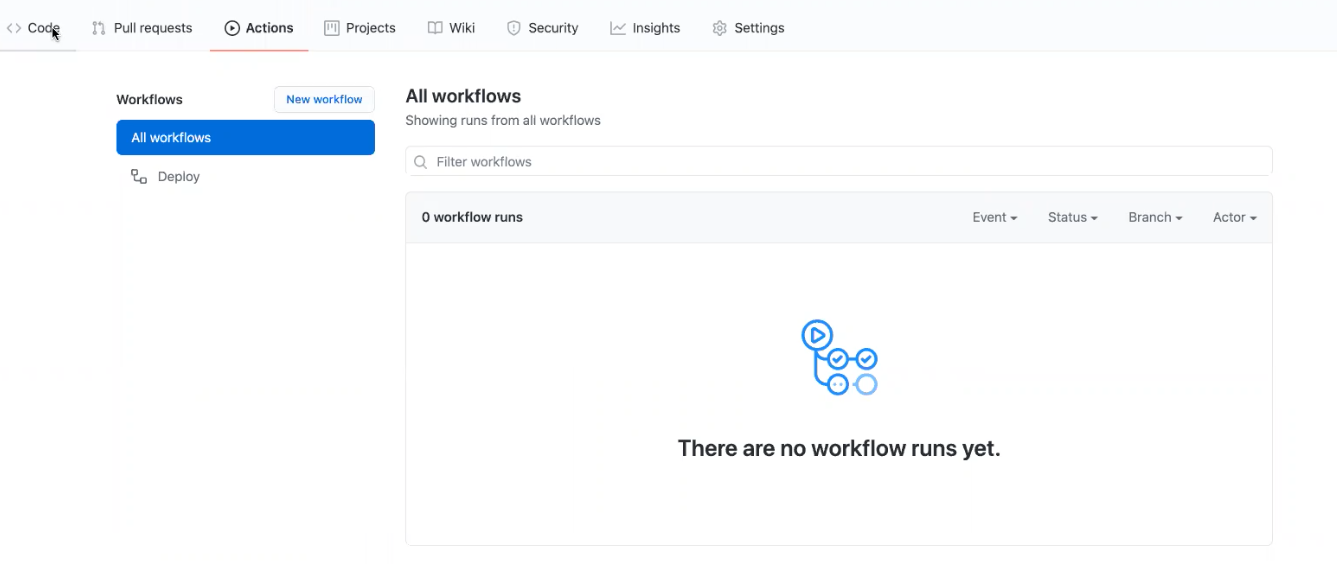 Code Pull requests Actions Projects Wiki Security Insights Settings
Workflows New workflow
All workflows
Deploy
All workflows
Showing runs from all workflows
Filter workflows
0 workflow runs Event Status Branch Actor
There are no workflow runs yet.